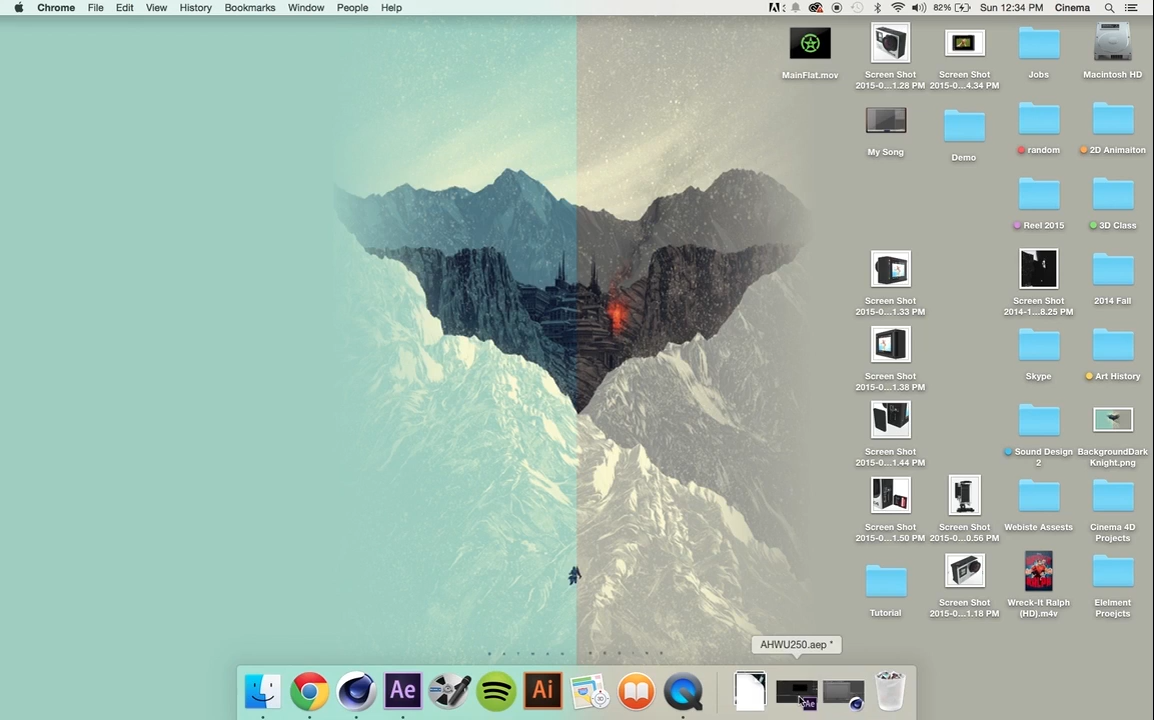 Chrome File Edit View History Bookmarks Window People Help
82% Sun 12:34 PM Cinema
MainFlat.mov
Screen Shot
2015-0...1.28 PM
Screen Shot
2015-0...4.34 PM
Jobs
Macintosh HD
My Song
Demo
random
2D Animaiton
Reel 2015
3D Class
Screen Shot
2015-0...1.33 PM
Screen Shot
2014-1...8.25 PM
2014 Fall
Screen Shot
2015-0...1.38 PM
Skype
Art History
Screen Shot
2015-0...1.44 PM
Sound Design
2
BackgroundDark
Knight.png
Screen Shot
2015-0...1.50 PM
Screen Shot
2015-0...0.56 PM
Webiste Assests
Cinema 4D
Projects
Tutorial
Screen Shot
2015-0...1.18 PM
Wreck-It Ralph
(HD).m4v
Elelment
Proejcts
AHWU250.aep *
Ae
Ai
3D
Ae